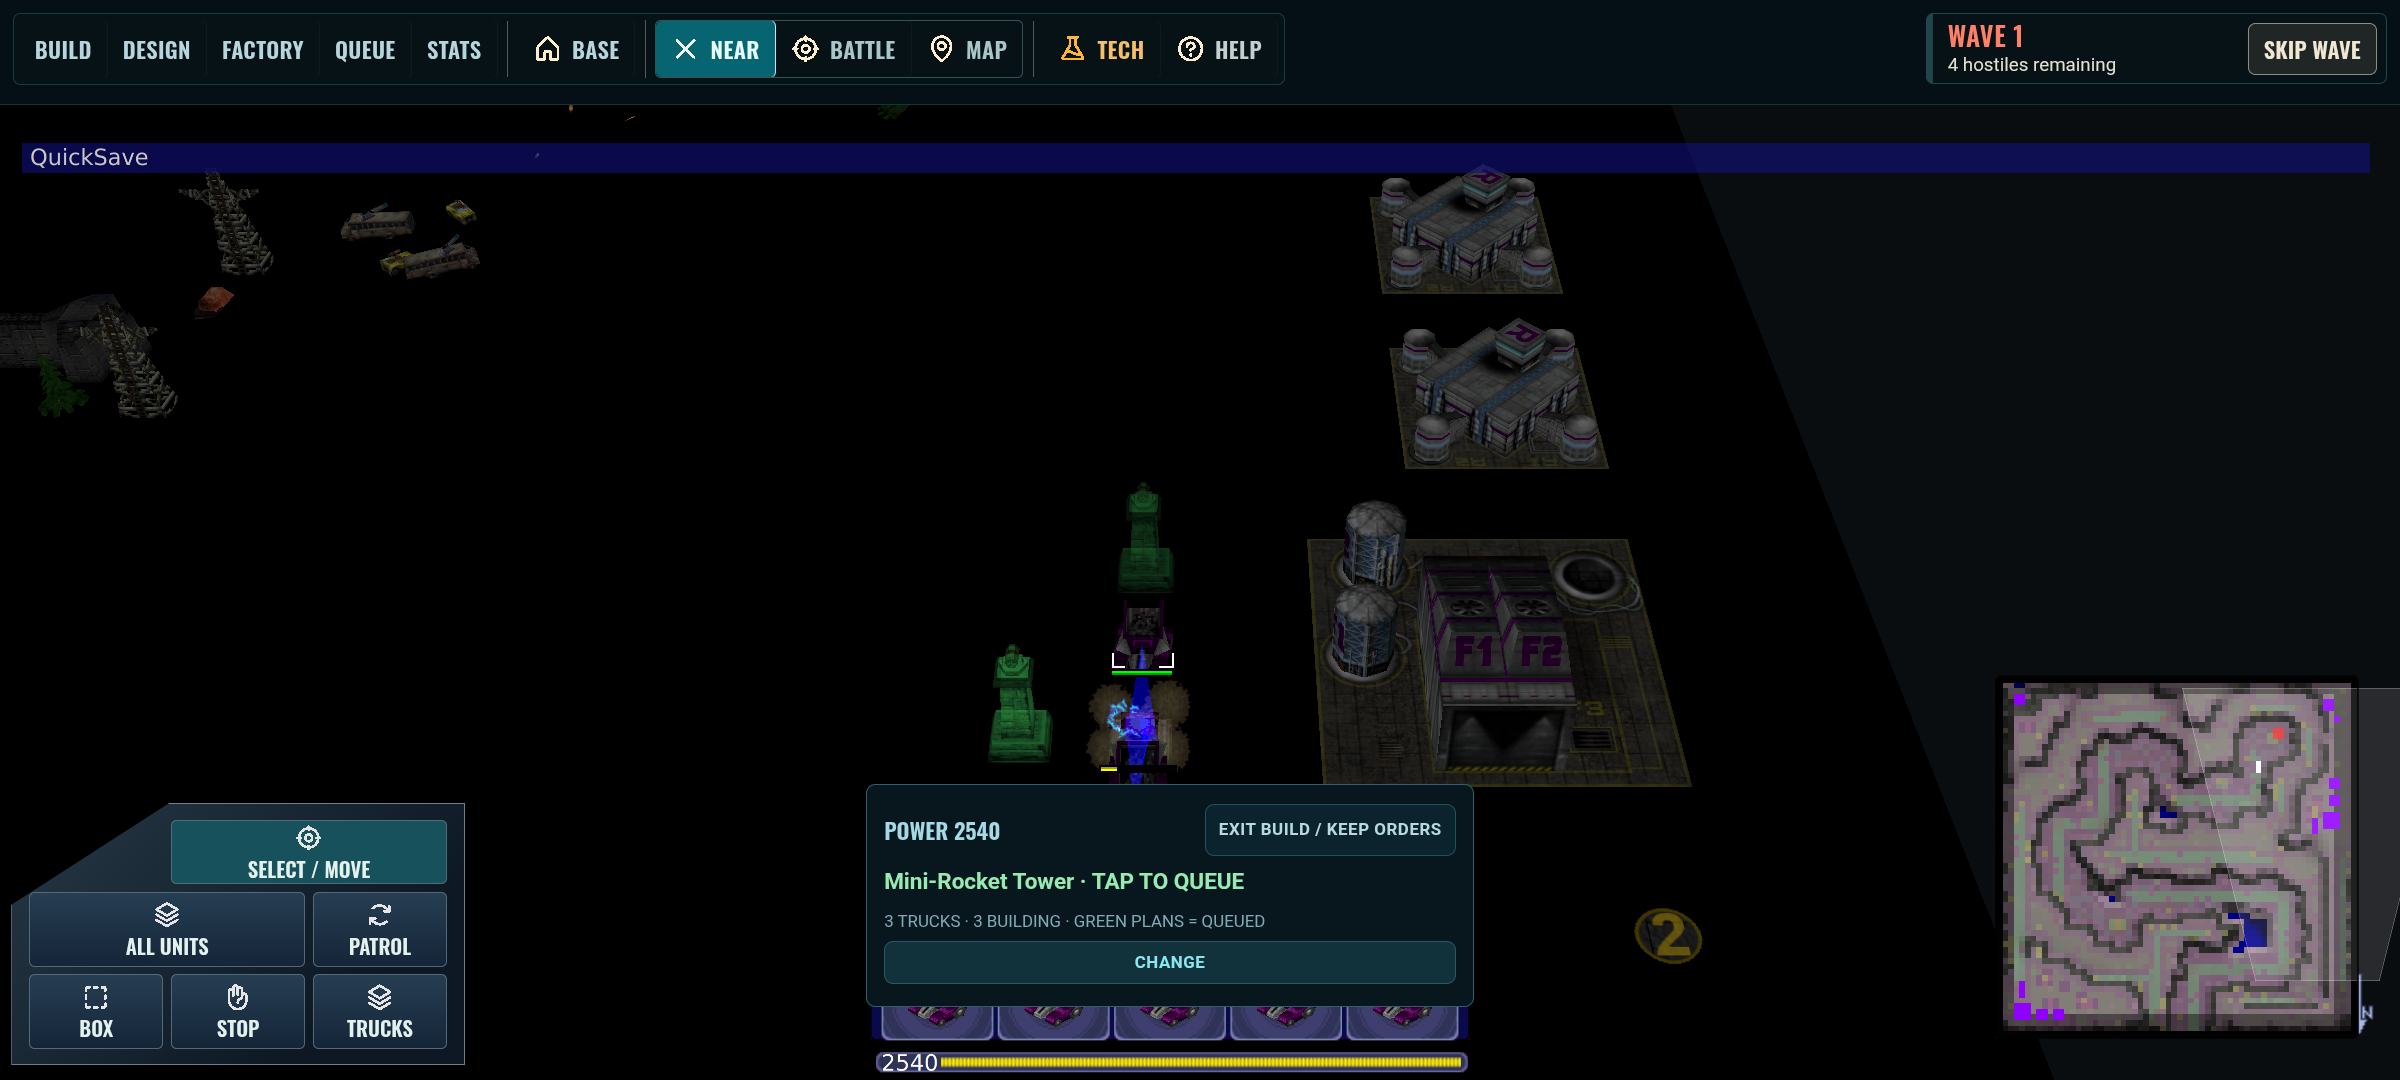 BUILD DESIGN FACTORY QUEUE STATS BASE NEAR BATTLE MAP TECH HELP
WAVE 1
4 hostiles remaining
SKIP WAVE
QuickSave
R
R
F1 F2
3
2
SELECT / MOVE
ALL UNITS PATROL
BOX STOP TRUCKS
POWER 2540
EXIT BUILD / KEEP ORDERS
Mini-Rocket Tower · TAP TO QUEUE
3 TRUCKS · 3 BUILDING · GREEN PLANS = QUEUED
CHANGE
2540
N